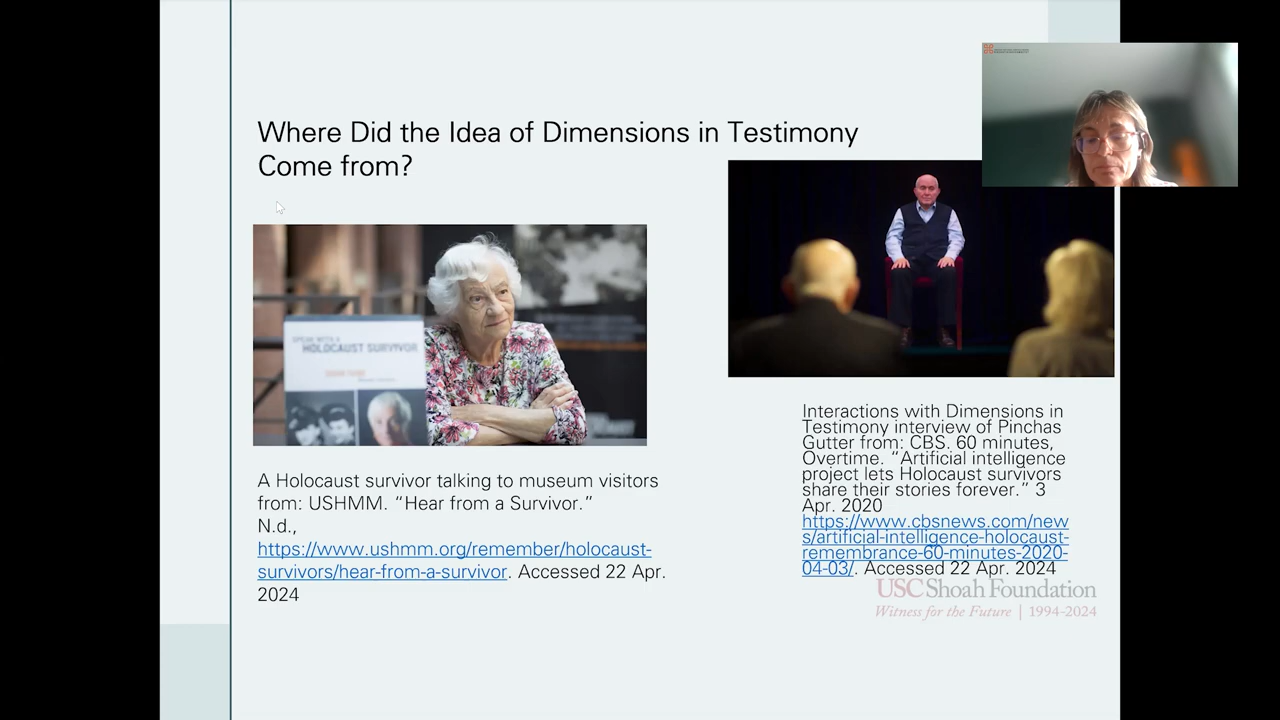 Where Did the Idea of Dimensions in Testimony
Come from?
SPEAK WITH A
HOLOCAUST SURVIVOR
A Holocaust survivor talking to museum visitors
from: USHMM. “Hear from a Survivor.”
N.d.,
https://www.ushmm.org/remember/holocaust-
survivors/hear-from-a-survivor. Accessed 22 Apr.
2024
Interactions with Dimensions in
Testimony interview of Pinchas
Gutter from: CBS. 60 minutes,
Overtime. “Artificial intelligence
project lets Holocaust survivors
share their stories forever.” 3
Apr. 2020
https://www.cbsnews.com/new
s/artificial-intelligence-holocaust-
remembrance-60-minutes-2020-
04-03/. Accessed 22 Apr. 2024
USC Shoah Foundation
Witness for the Future | 1994-2024